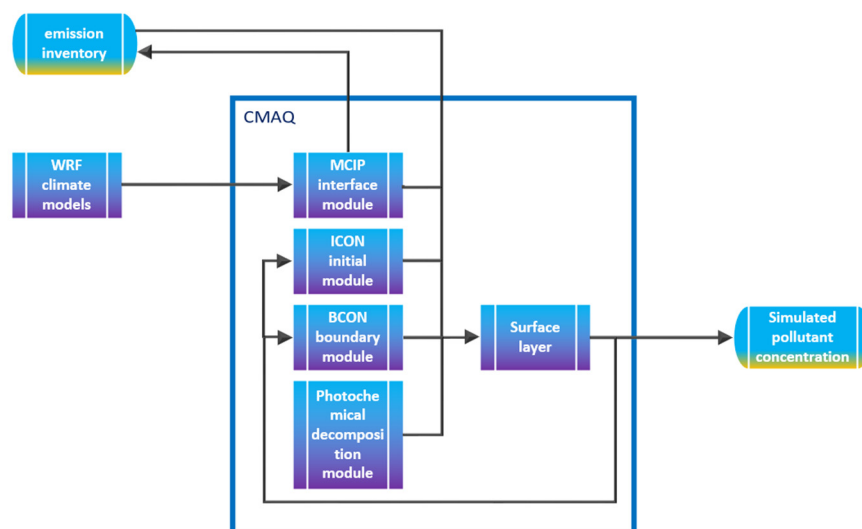 emission
inventory
CMAQ
WRF
climate
models
MCIP
interface
module
ICON
initial
module
BCON
boundary
module
Surface
layer
Simulated
pollutant
concentration
Photoche
mical
decomposi
tion
module